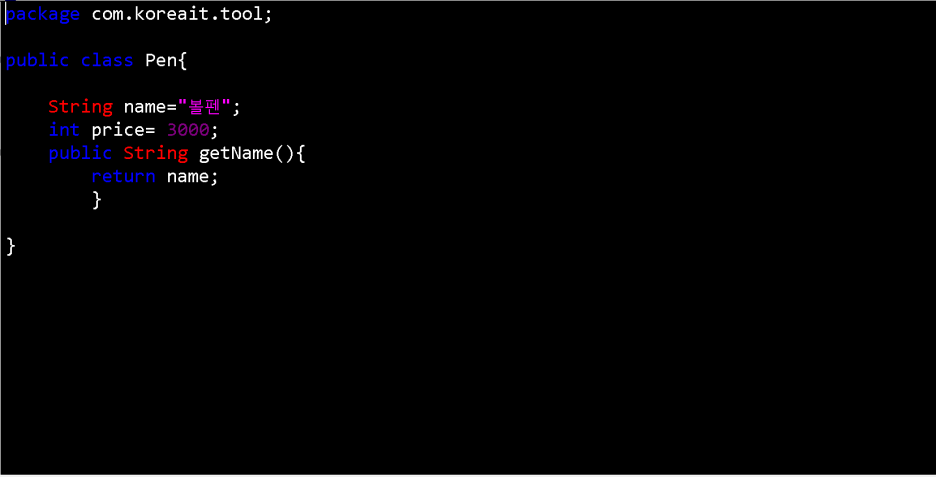 package com.koreait.tool;
public class Pen{
String name="볼펜";
int price= 3000;
public String getName(){
return name;
}
}